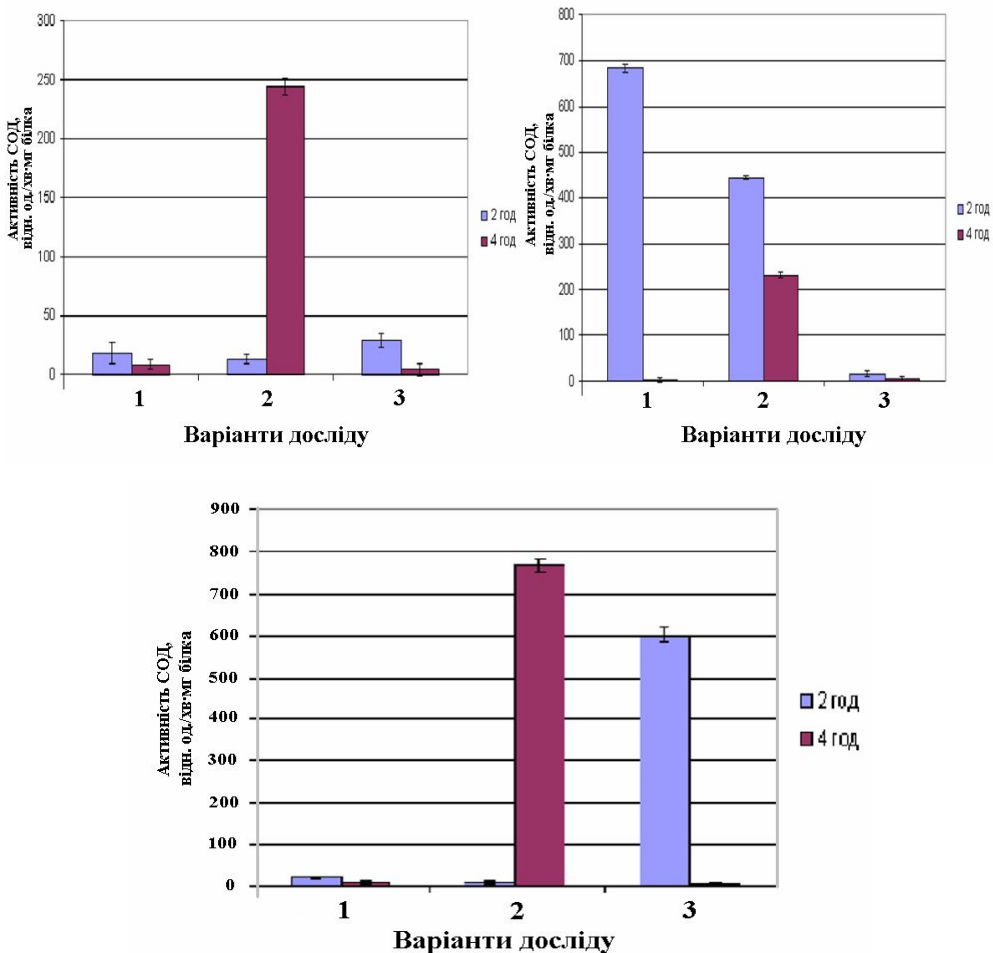 300
250
200
150
100
50
0
Активність СОД,
відн. од./хв·мг білка
2 год
4 год
1 2 3
Варіанти досліду
800
700
600
500
400
300
200
100
0
Активність СОД,
відн. од./хв·мг білка
2 год
4 год
1 2 3
Варіанти досліду
900
800
700
600
500
400
300
200
100
0
Активність СОД,
відн. од./хв·мг білка
2 год
4 год
1 2 3
Варіанти досліду